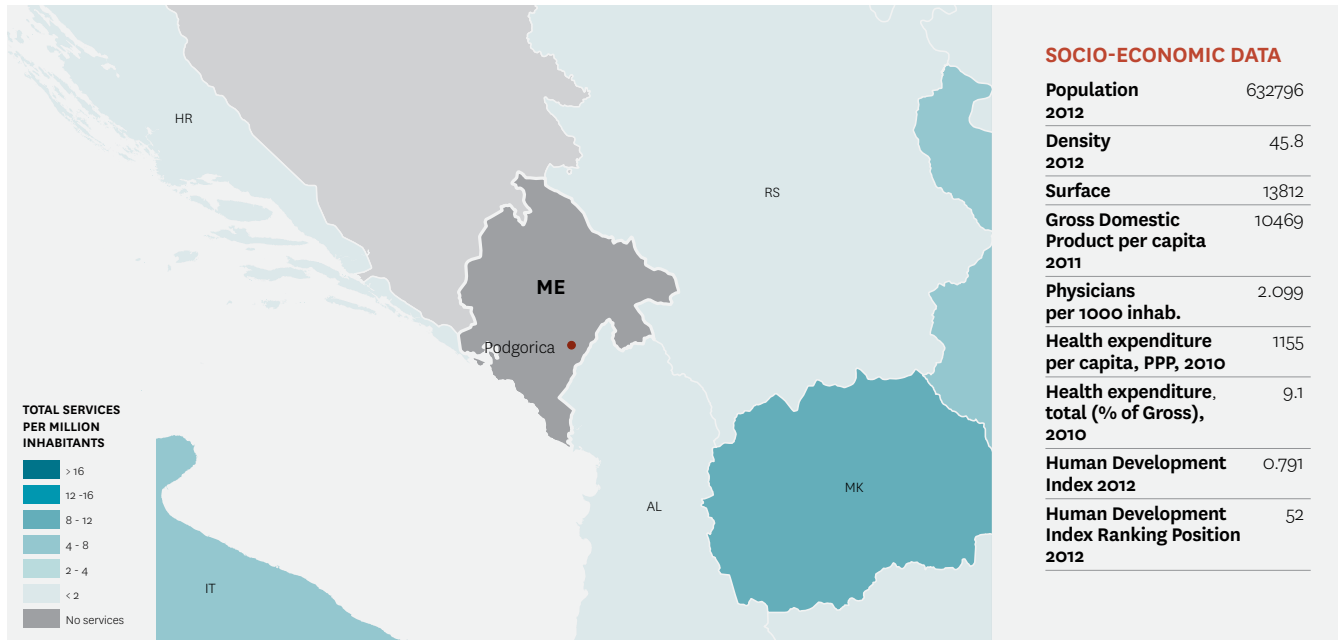 HR
RS
ME
Podgorica
AL
MK
IT
TOTAL SERVICES
PER MILLION
INHABITANTS
> 16
12 -16
8 - 12
4 - 8
2 - 4
< 2
No services
SOCIO-ECONOMIC DATA
Population 632796
2012
Density 45.8
2012
Surface 13812
Gross Domestic 10469
Product per capita
2011
Physicians 2.099
per 1000 inhab.
Health expenditure 1155
per capita, PPP, 2010
Health expenditure, 9.1
total (% of Gross),
2010
Human Development 0.791
Index 2012
Human Development 52
Index Ranking Position
2012